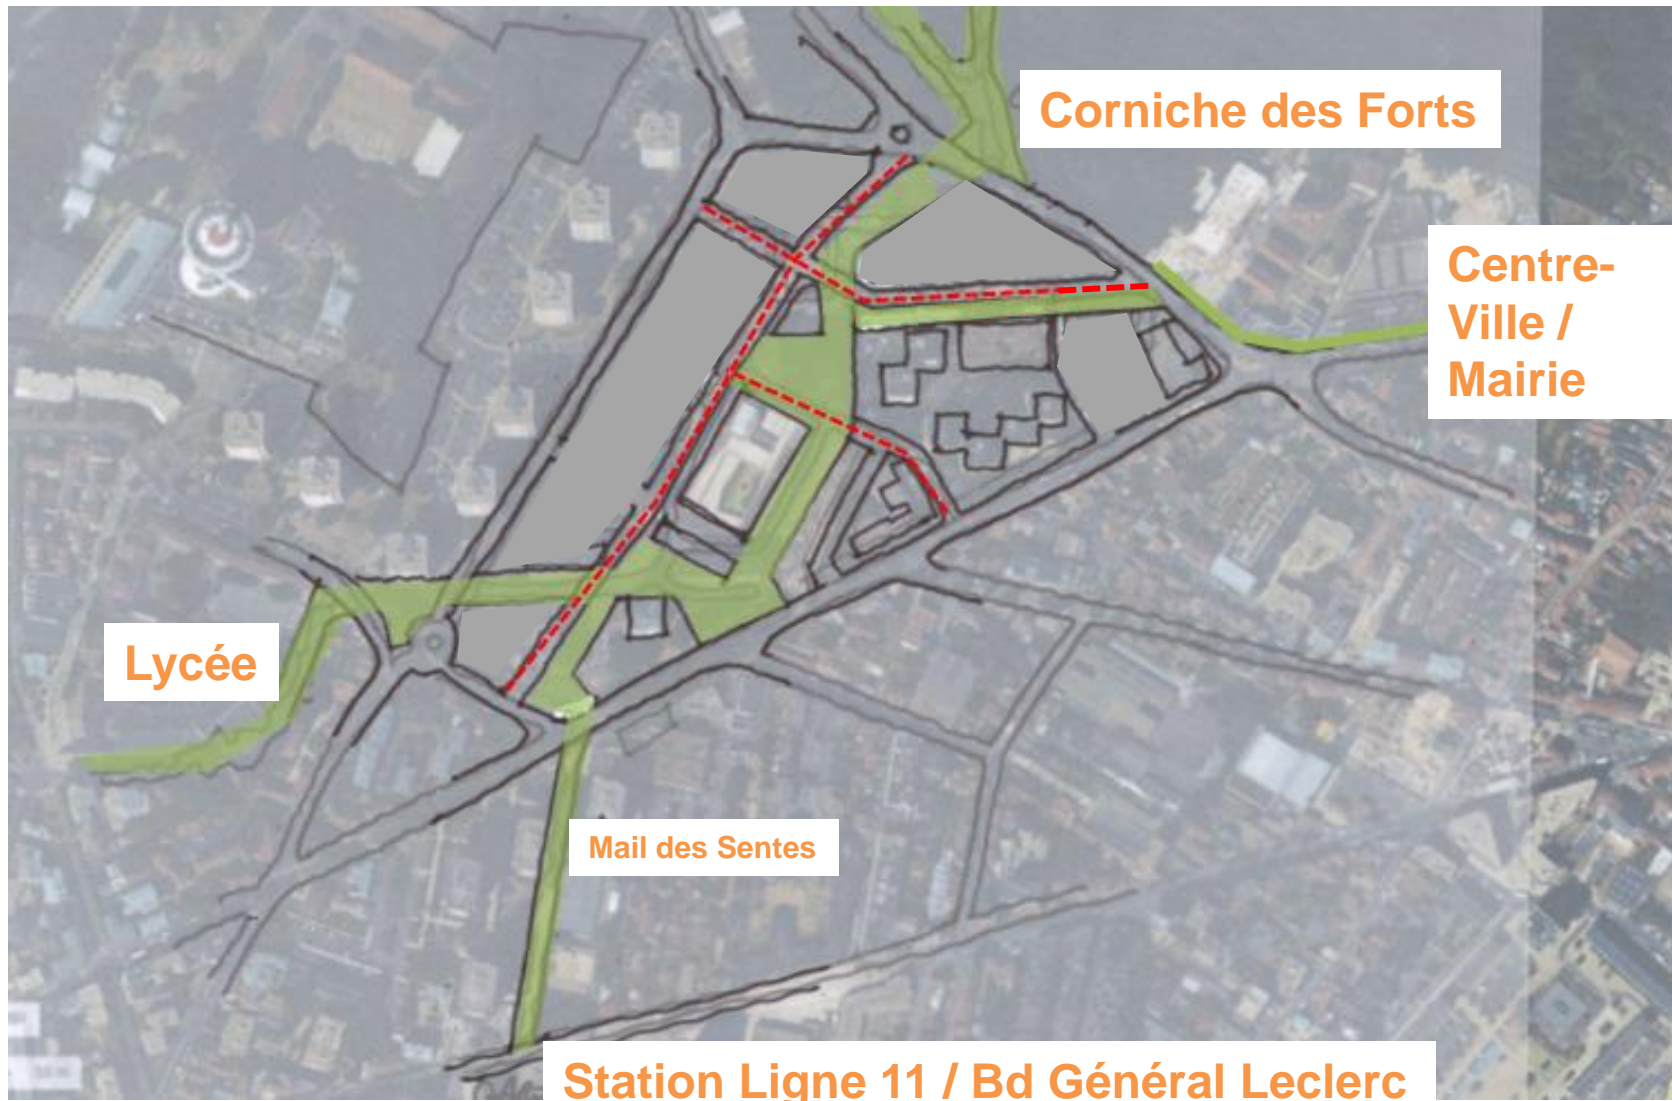 Corniche des Forts
Centre-
Ville /
Mairie
Lycée
Mail des Sentes
Station Ligne 11 / Bd Général Leclerc